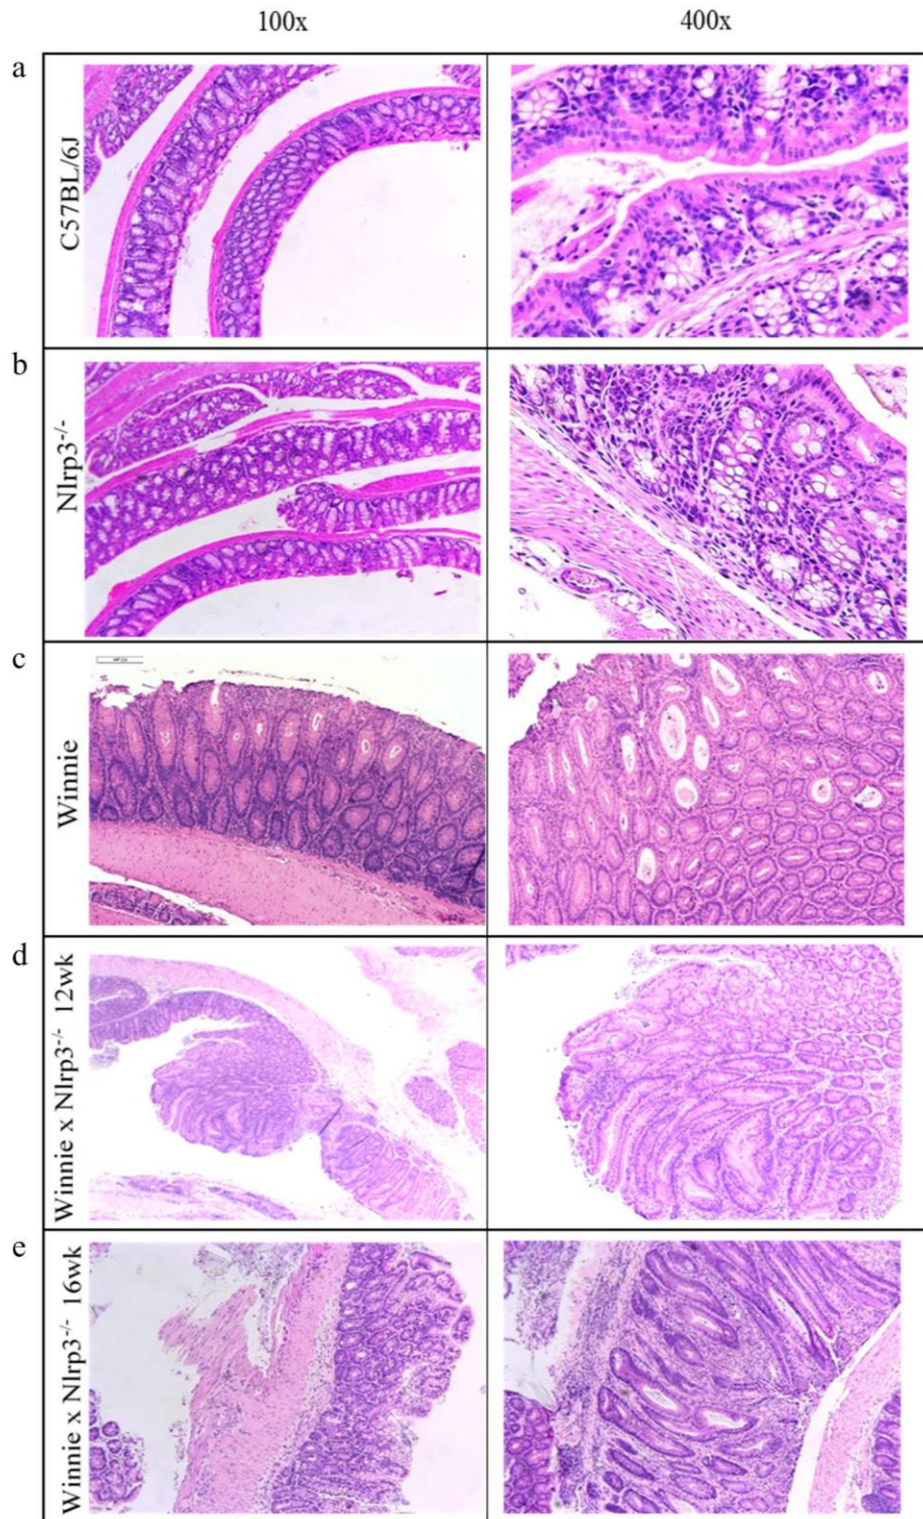 100x 400x
a
C57BL/6J
b
Nlrp3-/-
c
Winnie
d
Winnie x Nlrp3-/- 12wk
e
Winnie x Nlrp3-/- 16wk